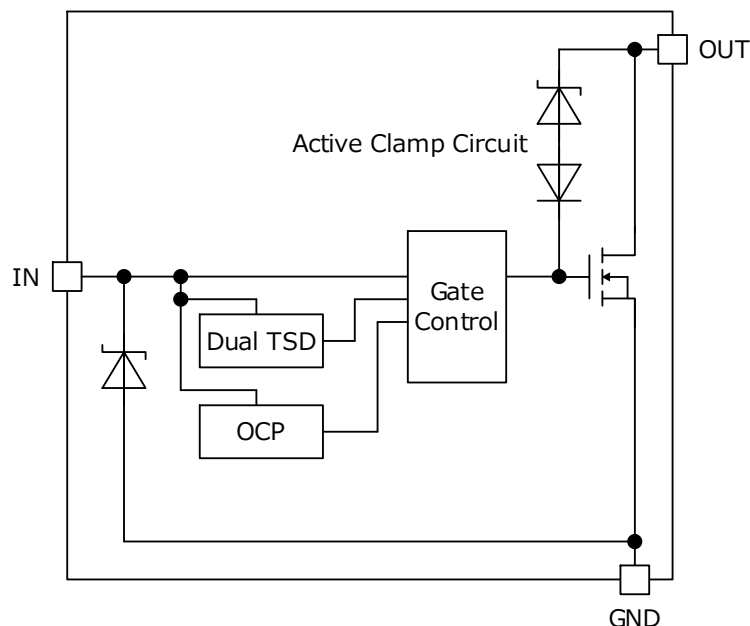 OUT
Active Clamp Circuit
IN
Gate
Control
Dual TSD
OCP
GND